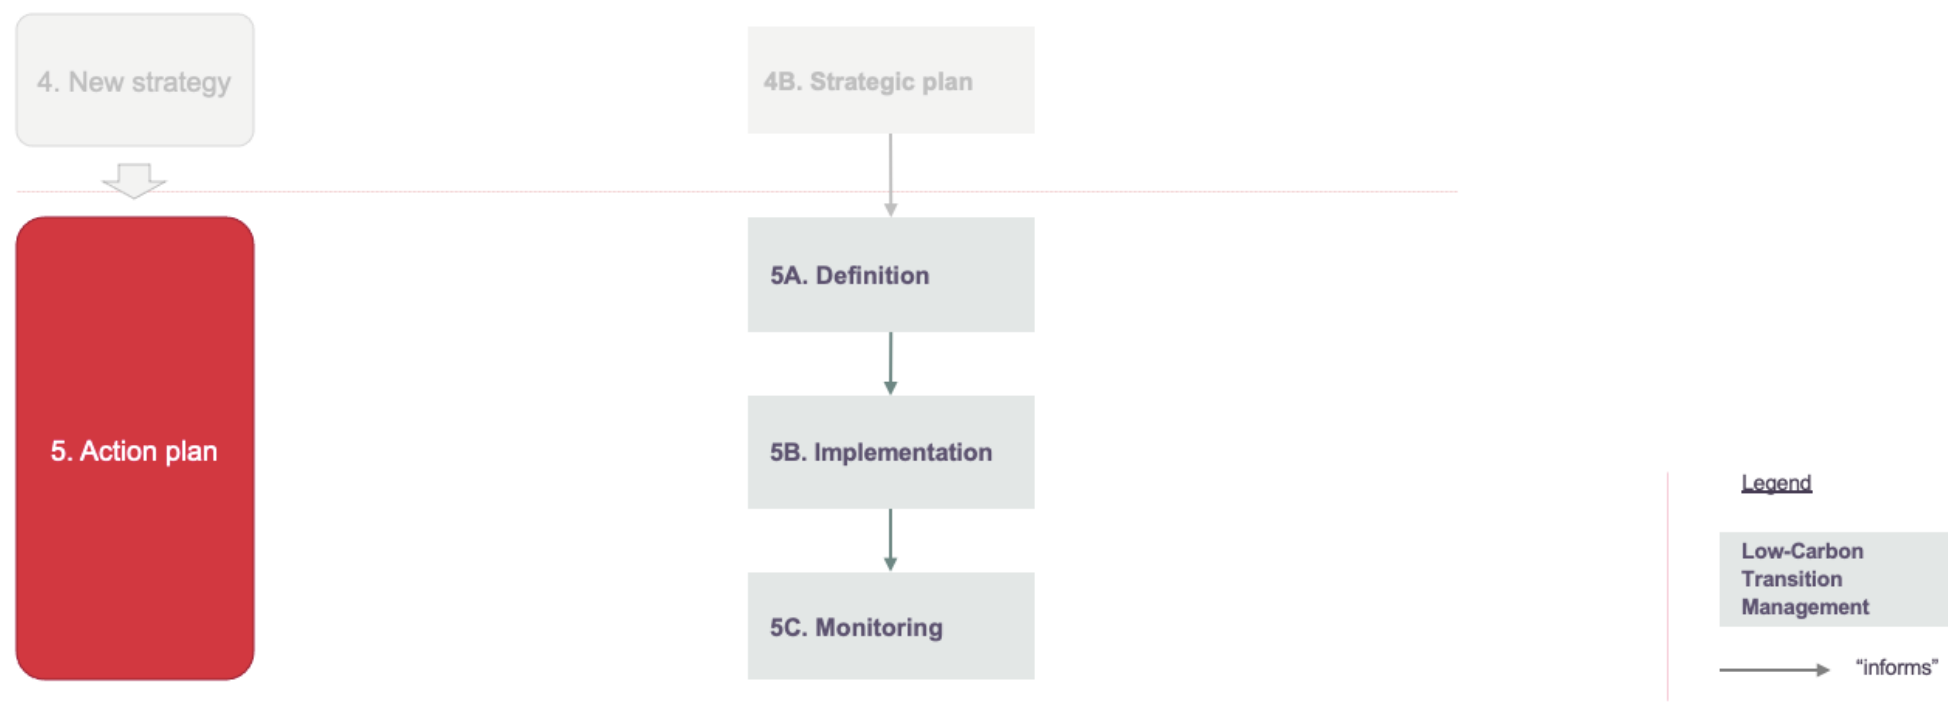 4. New strategy
4B. Strategic plan
5. Action plan
5A. Definition
5B. Implementation
5C. Monitoring
Legend
Low-Carbon
Transition
Management
“informs”